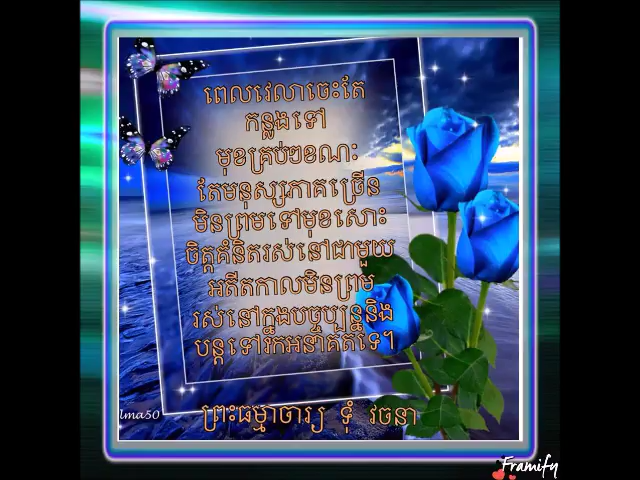 ពេលវេលាចេះតែ
កន្លងទៅ
មុខគ្រប់ៗខណៈ
តែមនុស្សភាគច្រើន
មិនព្រមទៅមុខសោះ
ចិត្តគំនិតរស់នៅជាមួយ
អតីតកាលមិនព្រម
រស់នៅក្នុងបច្ចុប្បន្ននិង
បន្តទៅរកអនាគតទេ។
ព្រះធម្មាចារ្យ ទុំ វចនា
lma50
Framify